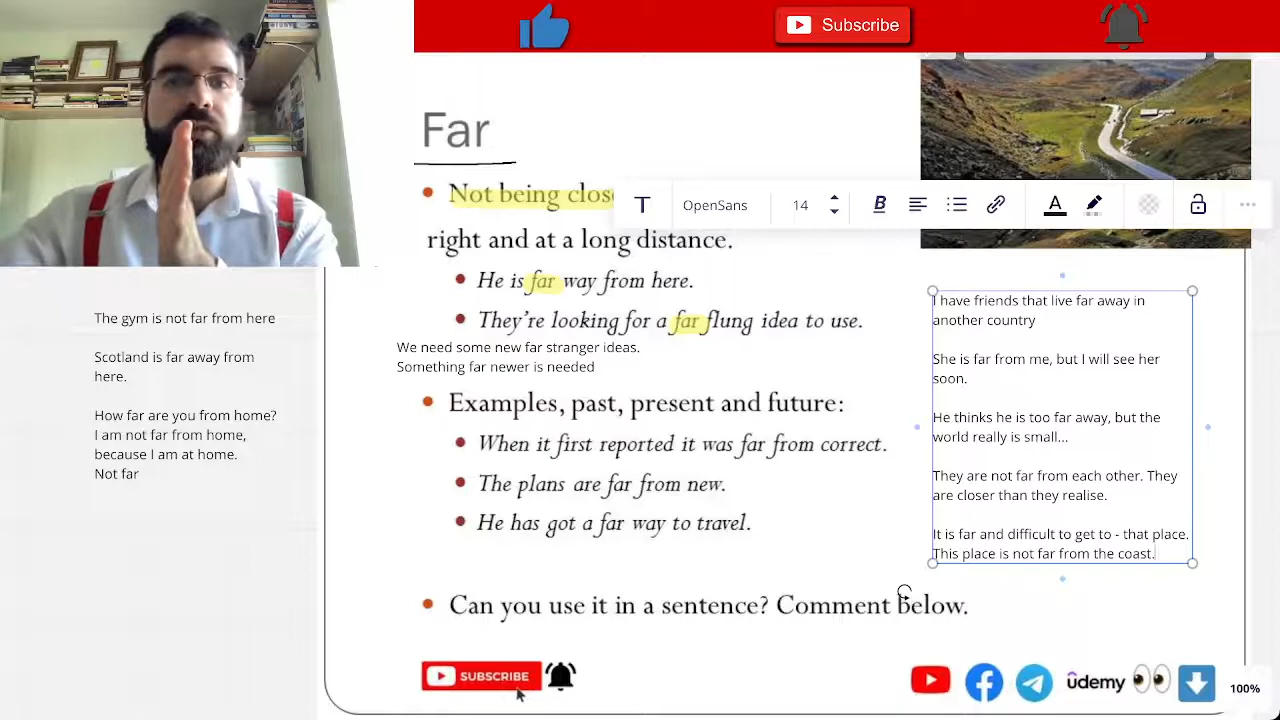 Subscribe
Far
Not being close
T OpenSans 14 B A
right and at a long distance.
He is far way from here.
They're looking for a far flung idea to use.
We need some new far stranger ideas.
Something far newer is needed
Examples, past, present and future:
When it first reported it was far from correct.
The plans are far from new.
He has got a far way to travel.
Can you use it in a sentence? Comment below.
The gym is not far from here
Scotland is far away from
here.
How far are you from home?
I am not far from home,
because I am at home.
Not far
I have friends that live far away in
another country
She is far from me, but I will see her
soon.
He thinks he is too far away, but the
world really is small...
They are not far from each other. They
are closer than they realise.
It is far and difficult to get to - that place.
This place is not far from the coast.
SUBSCRIBE
udemy
100%